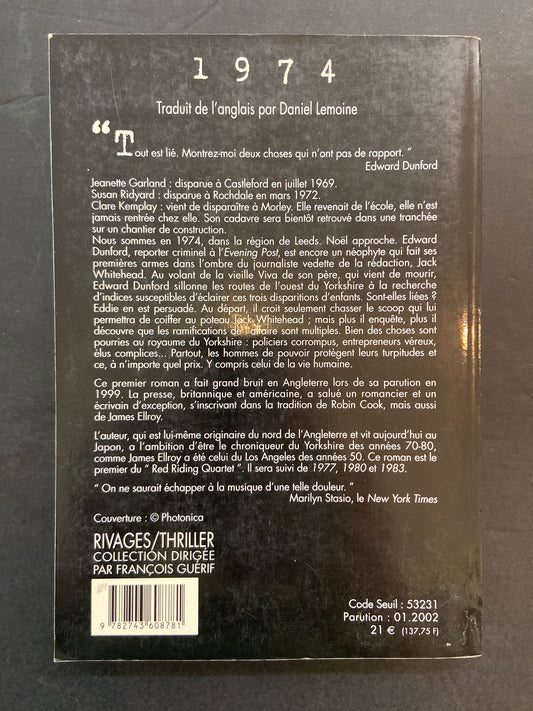 1974
Traduit de l'anglais par Daniel Lemoine
“Tout est lié. Montrez-moi deux choses qui n'ont pas de rapport. ”
Edward Dunford
Jeanette Garland : disparue à Castleford en juillet 1969.
Susan Ridyard : disparue à Rochdale en mars 1972.
Clare Kemplay : vient de disparaître à Morley. Elle revenait de l'école, elle n'est
jamais rentrée chez elle. Son cadavre sera bientôt retrouvé dans une tranchée
sur un chantier de construction.
Nous sommes en 1974, dans la région de Leeds. Noël approche. Edward
Dunford, reporter criminel à l'Evening Post, est encore un néophyte qui fait ses
premières armes dans l'ombre du journaliste vedette de la rédaction, Jack
Whitehead. Au volant de la vieille Viva de son père, qui vient de mourir,
Edward Dunford sillonne les routes de l'ouest du Yorkshire à la recherche
d'indices susceptibles d'éclairer ces trois disparitions d'enfants. Sont-elles liées ?
Eddie en est persuadé. Au départ, il croit seulement chasser le scoop qui lui
permettra de coiffer au poteau Jack Whitehead ; mais plus il enquête, plus il
découvre que les ramifications de l'affaire sont multiples. Bien des choses sont
pourries au royaume du Yorkshire : policiers corrompus, entrepreneurs véreux,
élus complices... Partout, les hommes de pouvoir protègent leurs turpitudes et
ce, à n'importe quel prix. Y compris celui de la vie humaine.
Ce premier roman a fait grand bruit en Angleterre lors de sa parution en
1999. La presse, britannique et américaine, a salué un romancier et un
écrivain d'exception, s'inscrivant dans la tradition de Robin Cook, mais aussi
de James Ellroy.
L'auteur, qui est lui-même originaire du nord de l'Angleterre et vit aujourd'hui au
Japon, a l'ambition d'être le chroniqueur du Yorkshire des années 70-80,
comme James Ellroy a été celui du Los Angeles des années 50. Ce roman est le
premier du “ Red Riding Quartet ”. Il sera suivi de 1977, 1980 et 1983.
“ On ne saurait échapper à la musique d'une telle douleur. ”
Marilyn Stasio, le New York Times
Couverture : © Photonica
RIVAGES/THRILLER
COLLECTION DIRIGÉE
PAR FRANÇOIS GUÉRIF
9 782743 608781
Code Seuil : 53231
Parution : 01.2002
21 € (137,75 F)